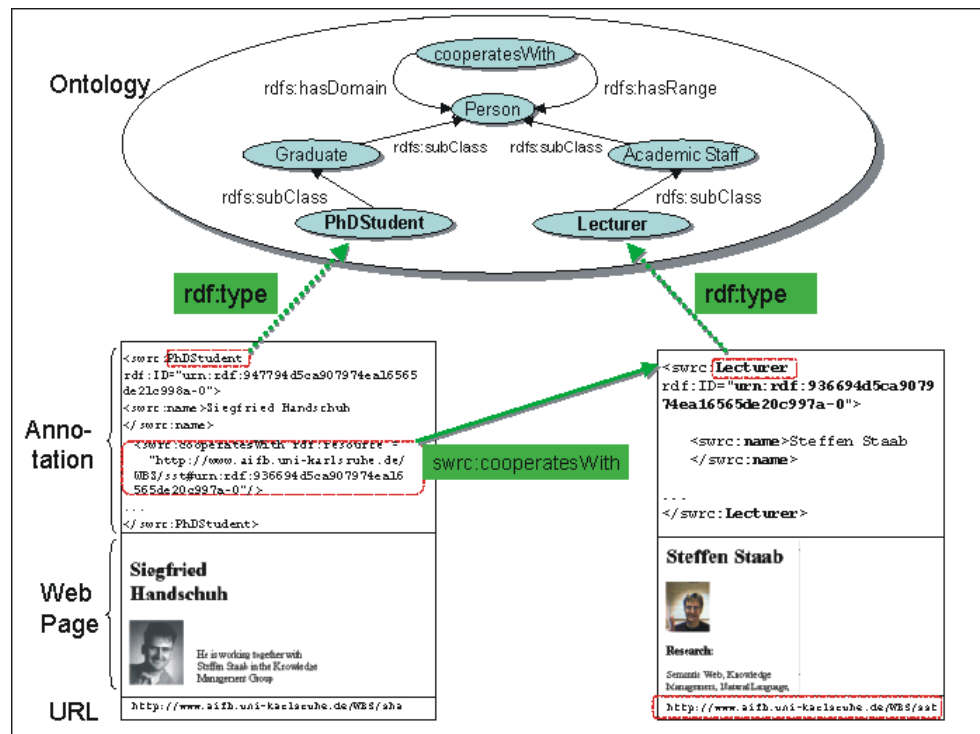 cooperatesWith
Ontology
rdfs:hasDomain
rdfs:hasRange
Person
Graduate
rdfs:subClass
rdfs:subClass
Academic Staff
rdfs:subClass
rdfs:subClass
PhDStudent
Lecturer
rdf:type
rdf:type
Anno-
tation
<swrc:PhDStudent
rdf:ID="urn:rdf:947794d5ca907974ea16565
de21c998a-0">
<swrc:name>Siegfried Handschuh
</swrc:name>
<swrc:cooperatesWith rdf:resource =
"http://www.aifb.uni-karlsruhe.de/
WBS/sst#urn:rdf:936694d5ca907974ea16
565de20c997a-0"/>
...
</swrc:PhDStudent>
swrc:cooperatesWith
<swrc:Lecturer
rdf:ID="urn:rdf:936694d5ca9079
74ea16565de20c997a-0">
<swrc:name>Steffen Staab
</swrc:name>
...
</swrc:Lecturer>
Web
Page
Siegfried
Handschuh
He is working together with
Steffen Staab in the Knowledge
Management Group
Steffen Staab
Research:
Semantic Web, Knowledge
Management, Natural Language,
URL
http://www.aifb.uni-karlsruhe.de/WBS/sha
http://www.aifb.uni-karlsruhe.de/WBS/sst